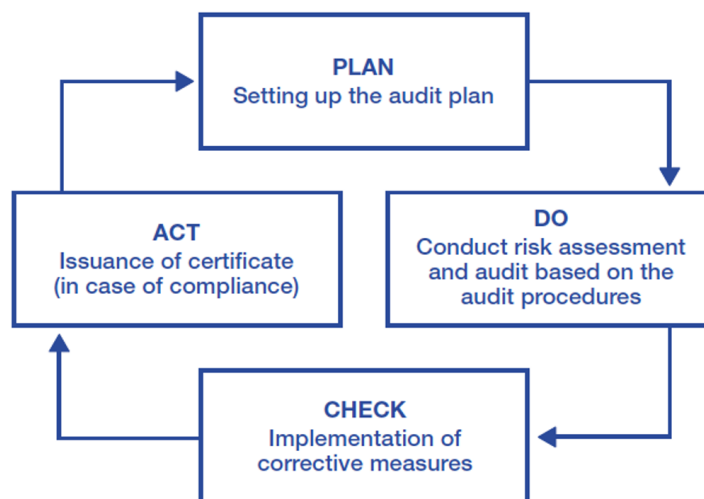 PLAN
Setting up the audit plan
ACT
Issuance of certificate
(in case of compliance)
DO
Conduct risk assessment
and audit based on the
audit procedures
CHECK
Implementation of
corrective measures